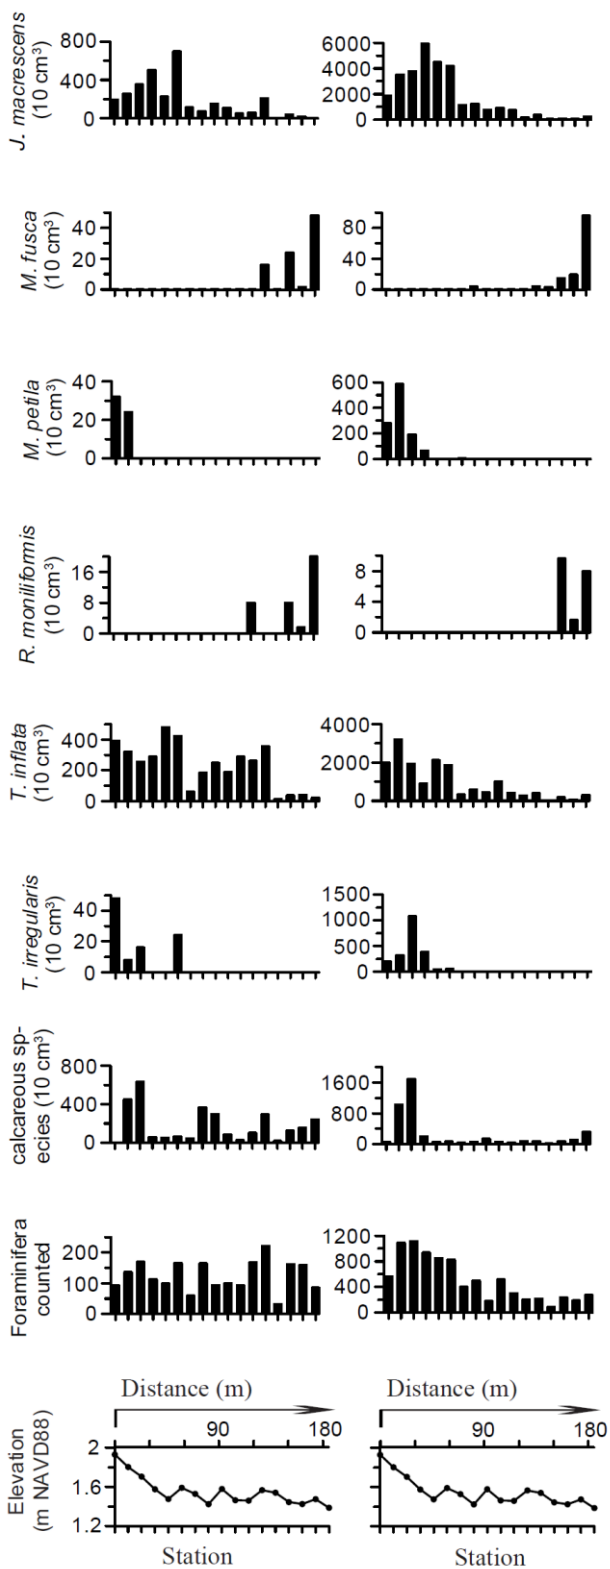 J. macrescens
(10 cm³)
800
400
0
6000
4000
2000
0
M. fusca
(10 cm³)
40
20
0
80
40
0
M. petila
(10 cm³)
40
20
0
600
400
200
0
R. moniliformis
(10 cm³)
16
8
0
8
4
0
T. inflata
(10 cm³)
400
200
0
4000
2000
0
T. irregularis
(10 cm³)
40
20
0
1500
1000
500
0
calcareous sp-
ecies (10 cm³)
800
400
0
1600
800
0
Foraminifera
counted
200
100
0
1200
800
400
0
Distance (m)
Distance (m)
90 180
90 180
Elevation
(m NAVD88)
2
1.6
1.2
Station
Station